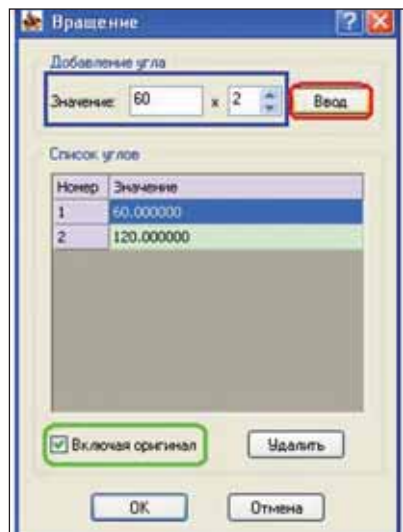 Вращение
Добавление угла
Значение: 60 x 2 Ввод
Список углов
Номер Значение
1 60.000000
2 120.000000
Включая оригинал Удалить
OK Отмена